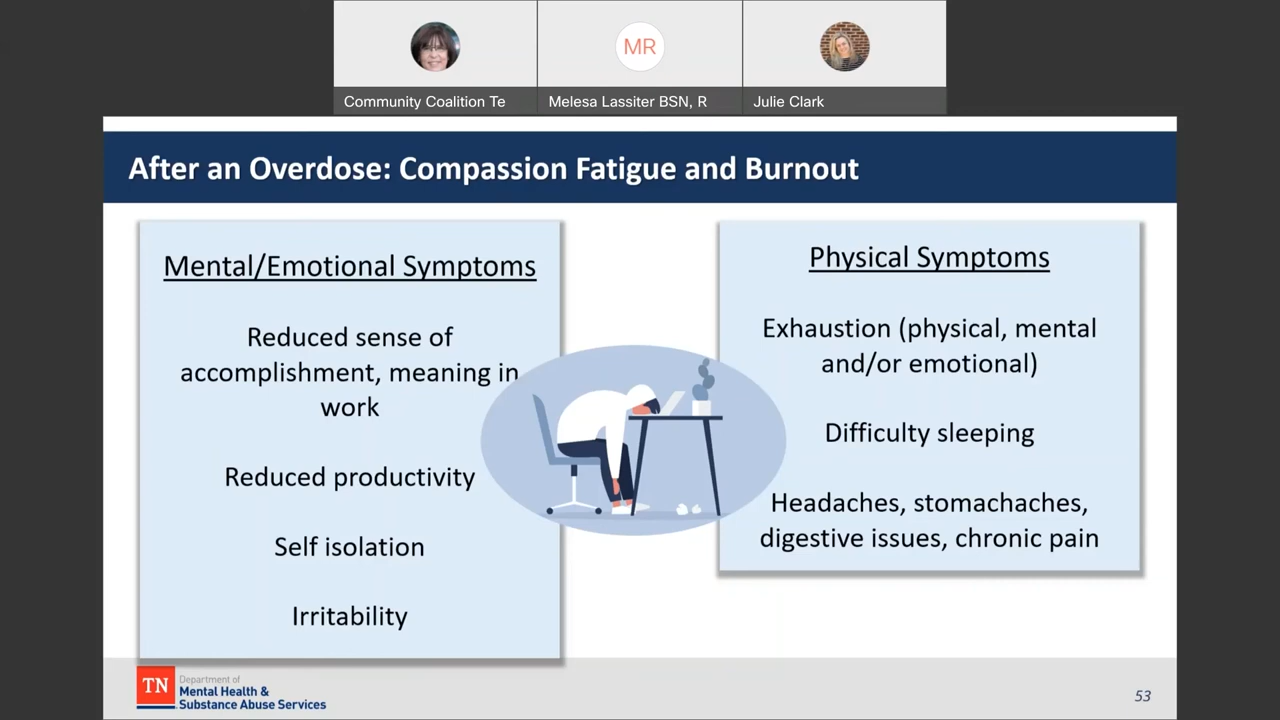 MR
Community Coalition Te
Melesa Lassiter BSN, R
Julie Clark
After an Overdose: Compassion Fatigue and Burnout
Mental/Emotional Symptoms
Reduced sense of
accomplishment, meaning in
work
Reduced productivity
Self isolation
Irritability
Physical Symptoms
Exhaustion (physical, mental
and/or emotional)
Difficulty sleeping
Headaches, stomachaches,
digestive issues, chronic pain
TN
Department of
Mental Health &
Substance Abuse Services
53